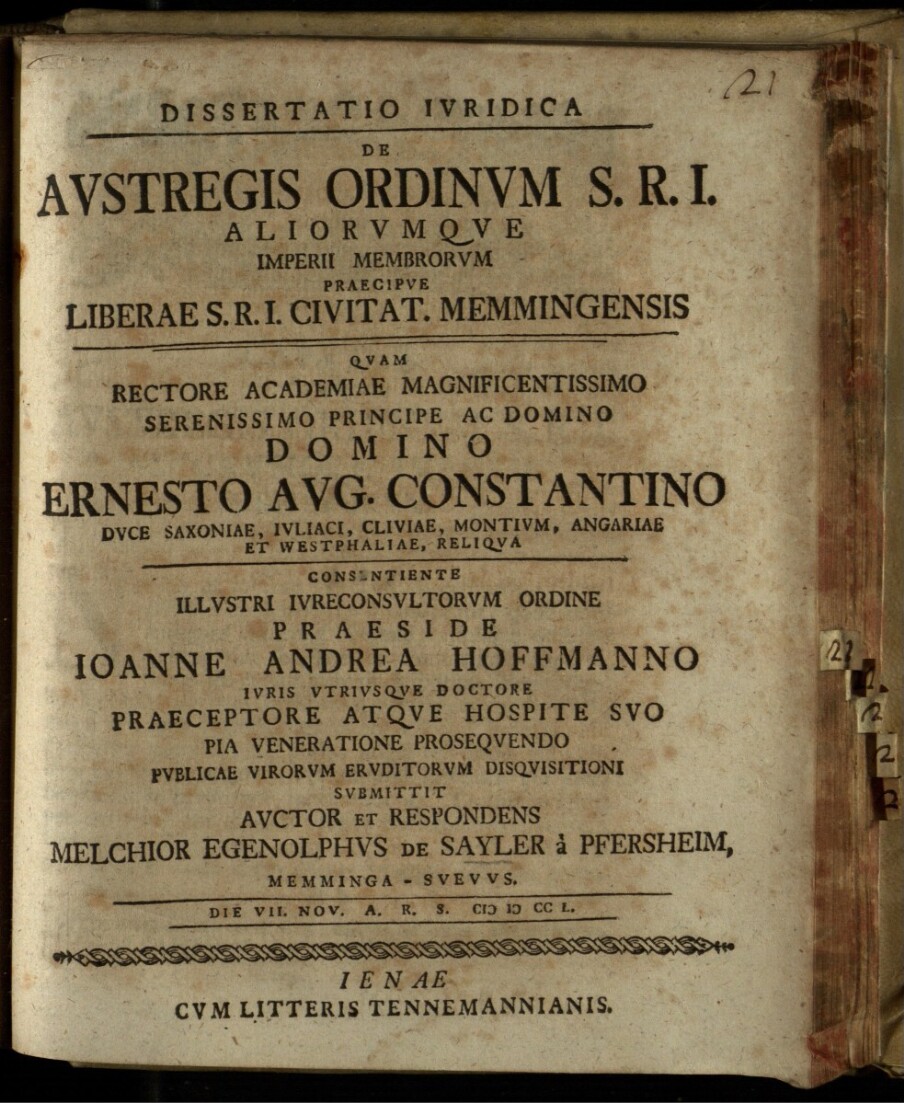 21
DISSERTATIO IVRIDICA
DE
AVSTREGIS ORDINVM S. R. I.
ALIORVMQVE
IMPERII MEMBRORVM
PRAECIPVE
LIBERAE S. R. I. CIVITAT. MEMMINGENSIS
QVAM
RECTORE ACADEMIAE MAGNIFICENTISSIMO
SERENISSIMO PRINCIPE AC DOMINO
DOMINO
ERNESTO AVG. CONSTANTINO
DVCE SAXONIAE, IVLIACI, CLIVIAE, MONTIVM, ANGARIAE
ET WESTPHALIAE, RELIQVA
CONSENTIENTE
ILLVSTRI IVRECONSVLTORVM ORDINE
PRAESIDE
IOANNE ANDREA HOFFMANNO
IVRIS VTRIVSQVE DOCTORE
PRAECEPTORE ATQVE HOSPITE SVO
PIA VENERATIONE PROSEQVENDO
PVBLICAE VIRORVM ERVDITORVM DISQVISITIONI
SVBMITTIT
AVCTOR ET RESPONDENS
MELCHIOR EGENOLPHVS DE SAYLER à PFERSHEIM,
MEMMINGA - SVEVVS.
DIE VII. NOV. A. R. S. CIↃ IↃ CC L.
IENAE
CVM LITTERIS TENNEMANNIANIS.
21
2
2